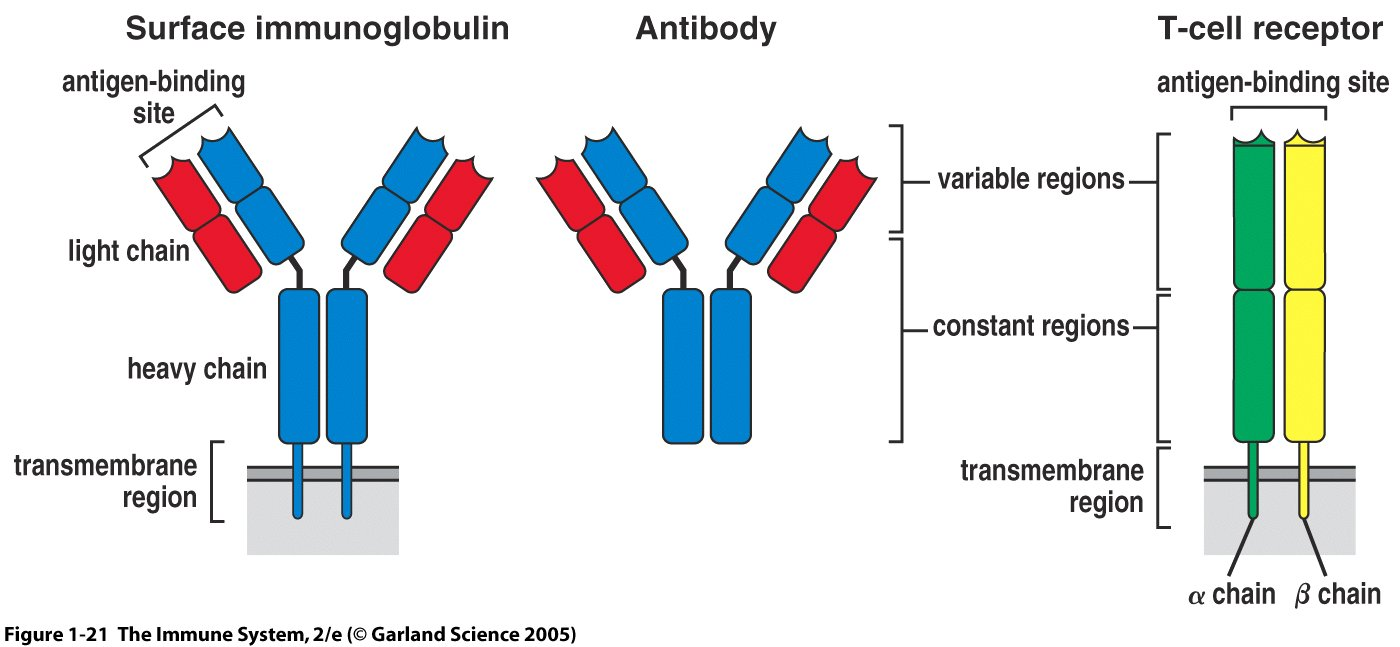 Surface immunoglobulin
Antibody
T-cell receptor
antigen-binding
site
antigen-binding site
variable regions
light chain
constant regions
heavy chain
transmembrane
region
transmembrane
region
α chain
β chain
Figure 1-21 The Immune System, 2/e (© Garland Science 2005)